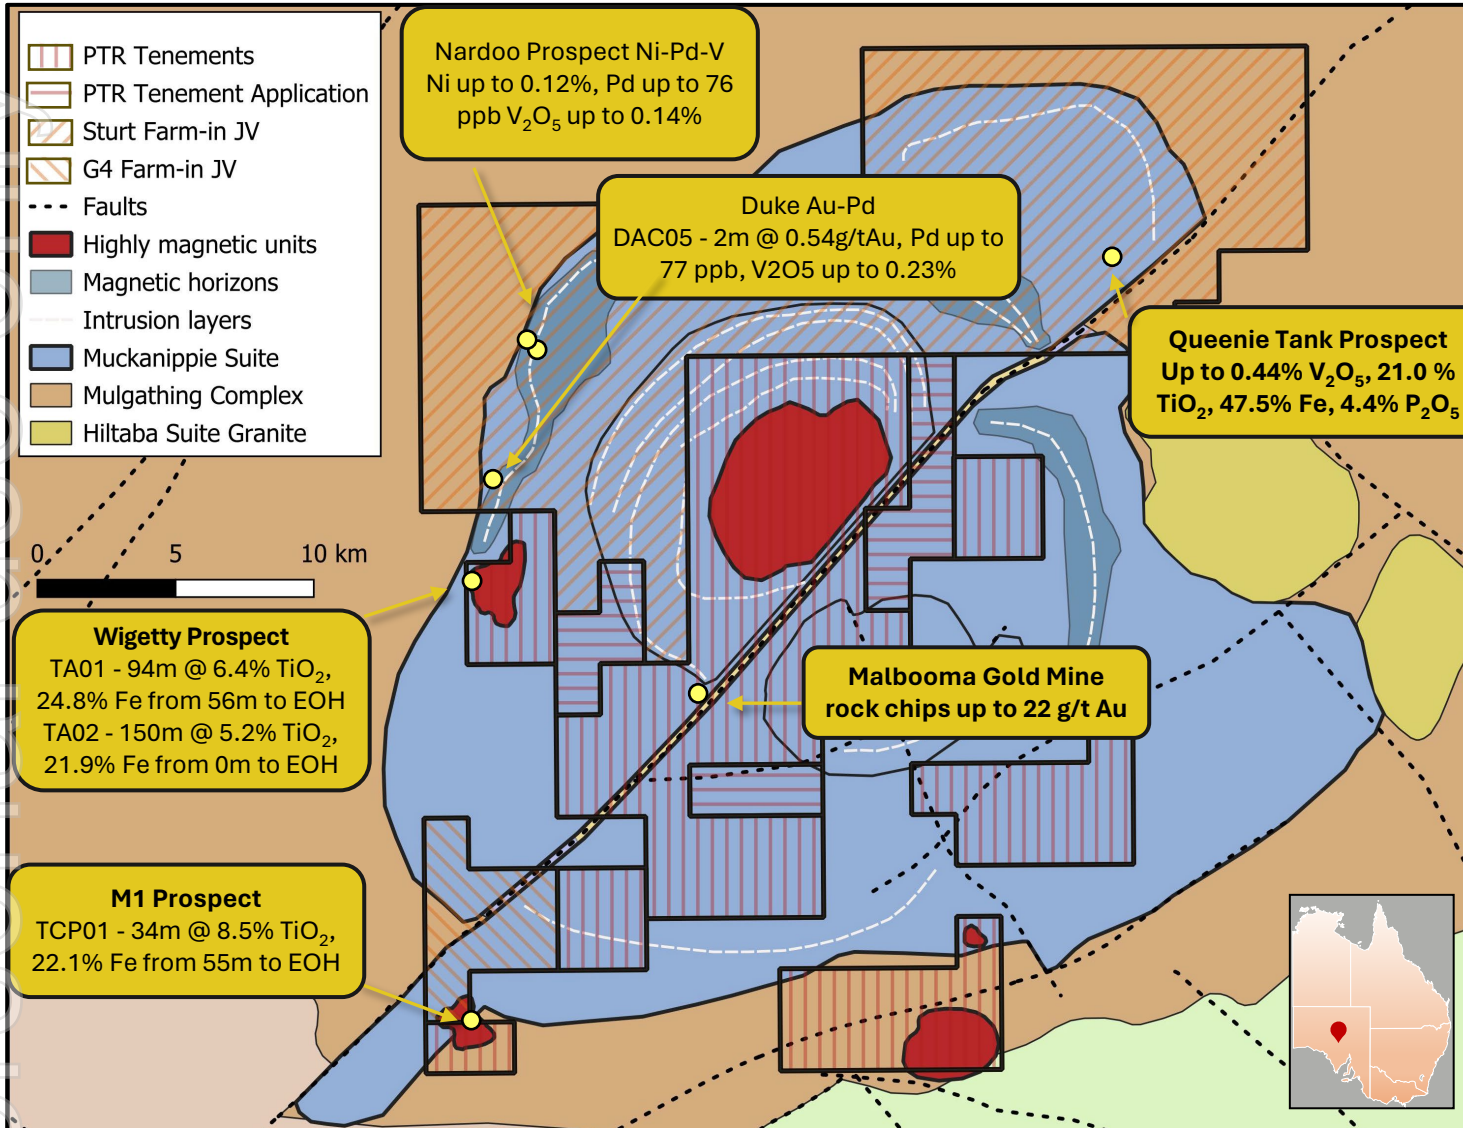 PTR Tenements
PTR Tenement Application
Sturt Farm-in JV
G4 Farm-in JV
Faults
Highly magnetic units
Magnetic horizons
Intrusion layers
Muckanippie Suite
Mulgathing Complex
Hiltaba Suite Granite
0 5 10 km
Nardoo Prospect Ni-Pd-V
Ni up to 0.12%, Pd up to 76
ppb V₂O₅ up to 0.14%
Duke Au-Pd
DAC05 - 2m @ 0.54g/tAu, Pd up to
77 ppb, V2O5 up to 0.23%
Queenie Tank Prospect
Up to 0.44% V₂O₅, 21.0 %
TiO₂, 47.5% Fe, 4.4% P₂O₅
Wigetty Prospect
TA01 - 94m @ 6.4% TiO₂,
24.8% Fe from 56m to EOH
TA02 - 150m @ 5.2% TiO₂,
21.9% Fe from 0m to EOH
Malbooma Gold Mine
rock chips up to 22 g/t Au
M1 Prospect
TCP01 - 34m @ 8.5% TiO₂,
22.1% Fe from 55m to EOH